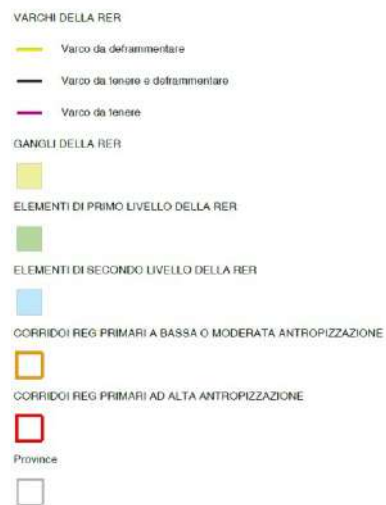 VARCHI DELLA RER
Varco da deframmentare
Varco da tenere e deframmentare
Varco da tenere
GANGLI DELLA RER
ELEMENTI DI PRIMO LIVELLO DELLA RER
ELEMENTI DI SECONDO LIVELLO DELLA RER
CORRIDOI REG PRIMARI A BASSA O MODERATA ANTROPIZZAZIONE
CORRIDOI REG PRIMARI AD ALTA ANTROPIZZAZIONE
Province